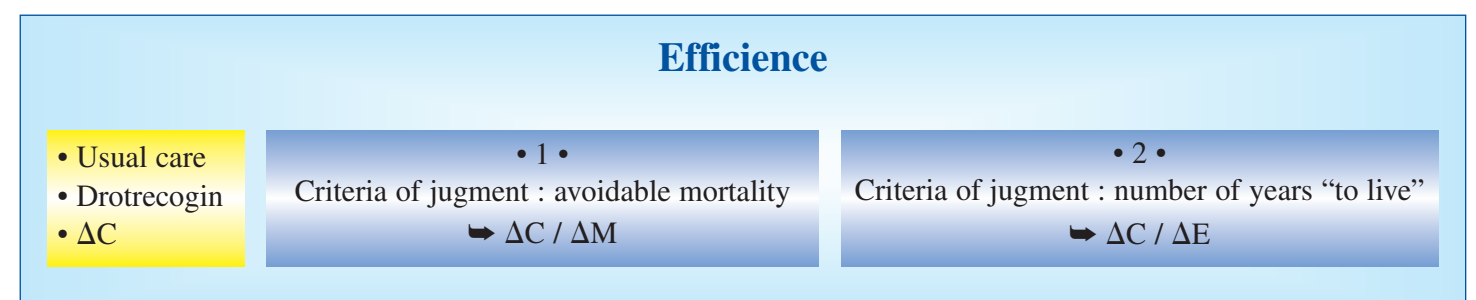 Efficience
• Usual care
• Drotrecogin
• ΔC
• 1 •
Criteria of jugment : avoidable mortality
➥ ΔC / ΔM
• 2 •
Criteria of jugment : number of years “to live”
➥ ΔC / ΔE